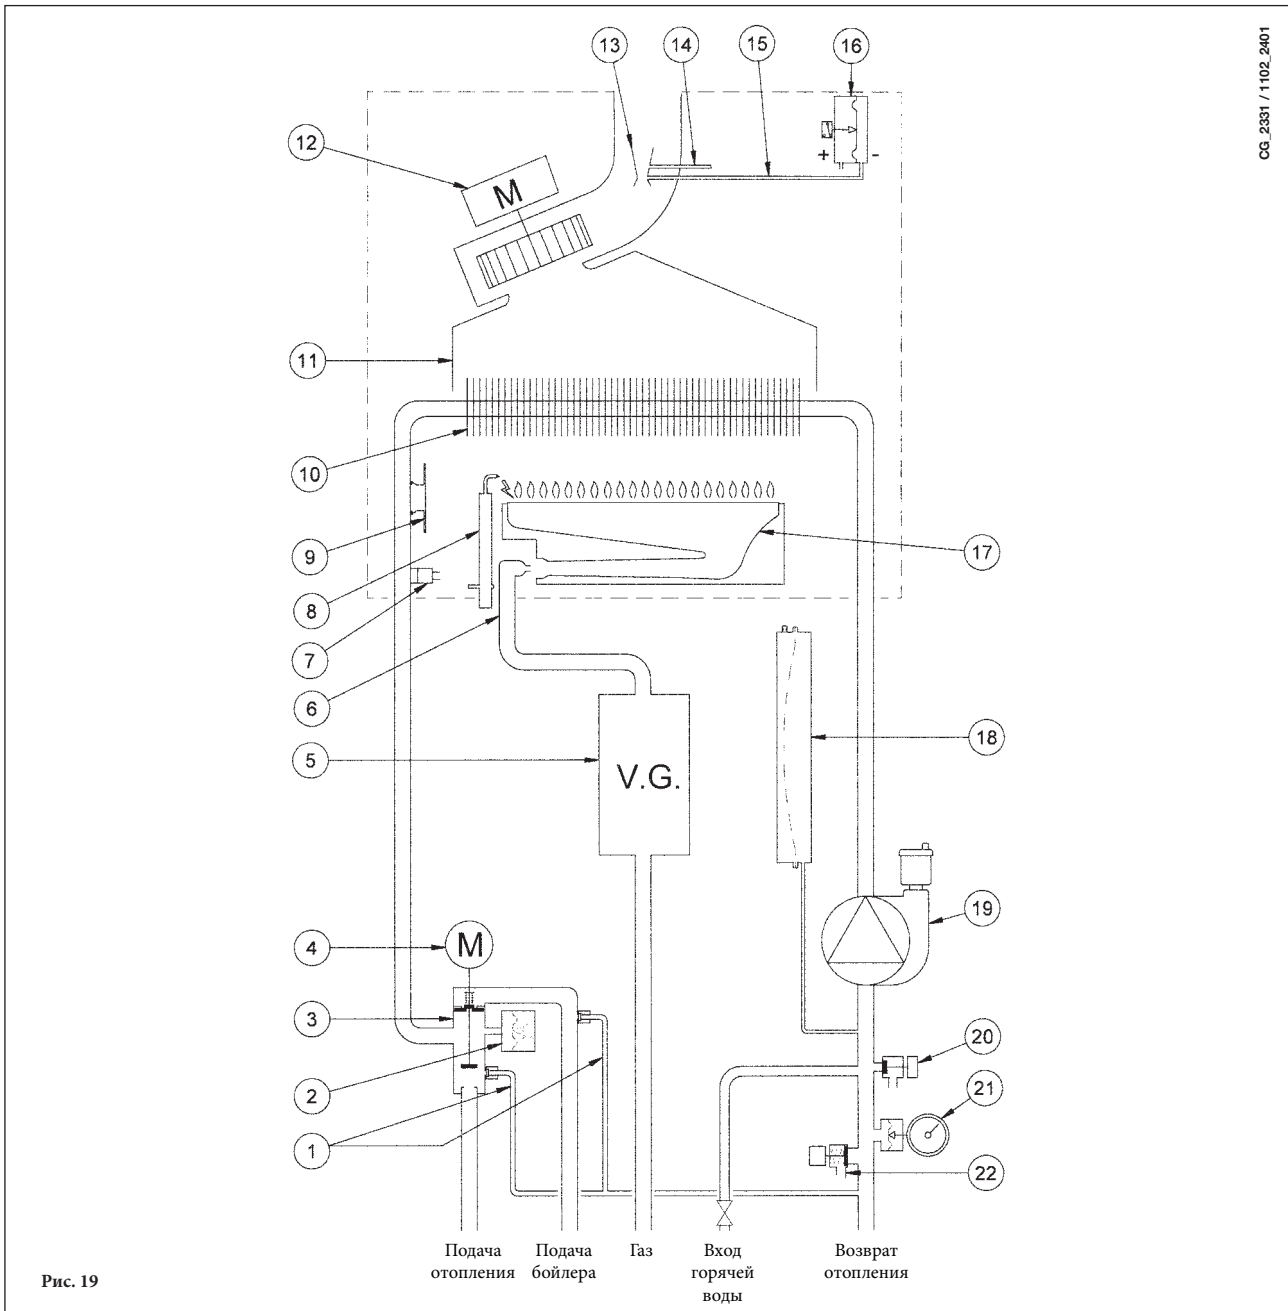 CG_2331 / 1102_2401
13
14
15
16
12
M
+
-
11
10
9
8
7
6
17
5
V.G.
18
4
M
19
3
2
20
1
21
22
Подача отопления
Подача бойлера
Газ
Вход горячей воды
Возврат отопления
Рис. 19